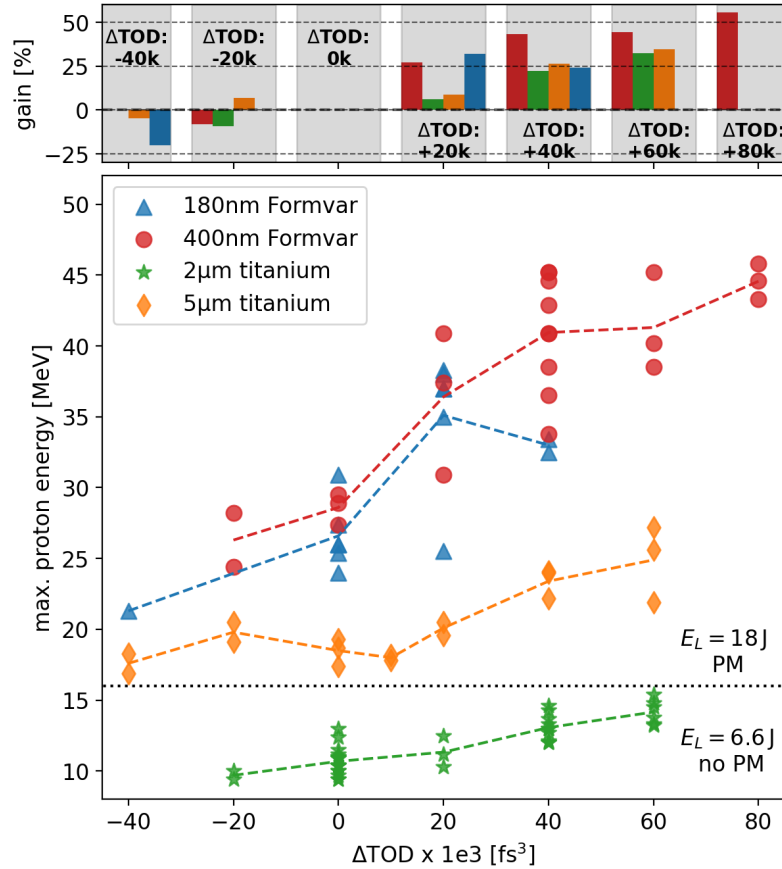 50
25
0
−25
gain [%]
ΔTOD:
-40k
ΔTOD:
-20k
ΔTOD:
0k
ΔTOD:
+20k
ΔTOD:
+40k
ΔTOD:
+60k
ΔTOD:
+80k
50
45
40
35
30
25
20
15
10
max. proton energy [MeV]
180nm Formvar
400nm Formvar
2μm titanium
5μm titanium
E_L = 18 J
PM
E_L = 6.6 J
no PM
−40 −20 0 20 40 60 80
ΔTOD x 1e3 [fs³]